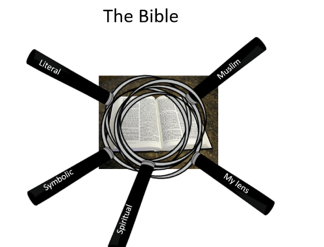 The Bible
Literal
Muslim
Symbolic
My lens
Spiritual